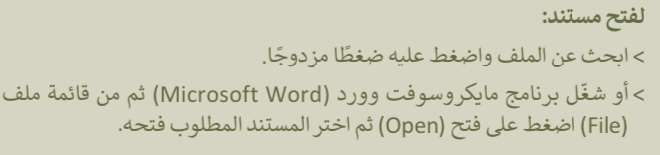 لفتح مستند:
> ابحث عن الملف واضغط عليه ضغطًا مزدوجًا.
> أو شغّل برنامج مايكروسوفت وورد (Microsoft Word) ثم من قائمة ملف
(File) اضغط على فتح (Open) ثم اختر المستند المطلوب فتحه.